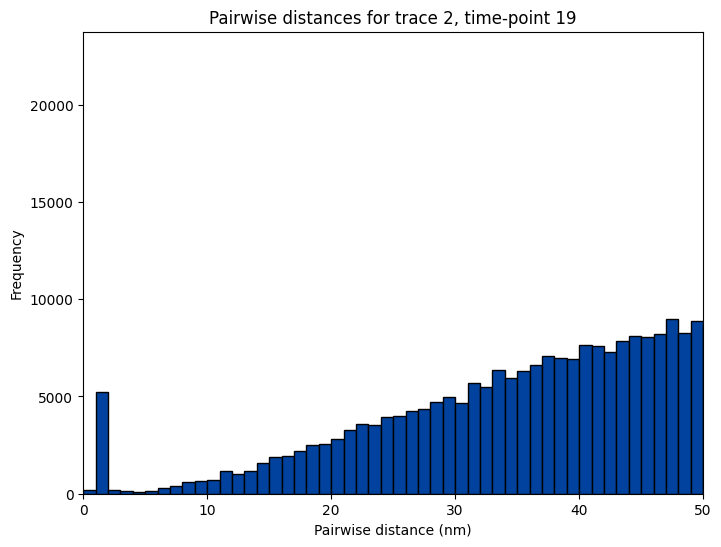 Pairwise distances for trace 2, time-point 19
20000
15000
10000
5000
0
Frequency
0 10 20 30 40 50
Pairwise distance (nm)